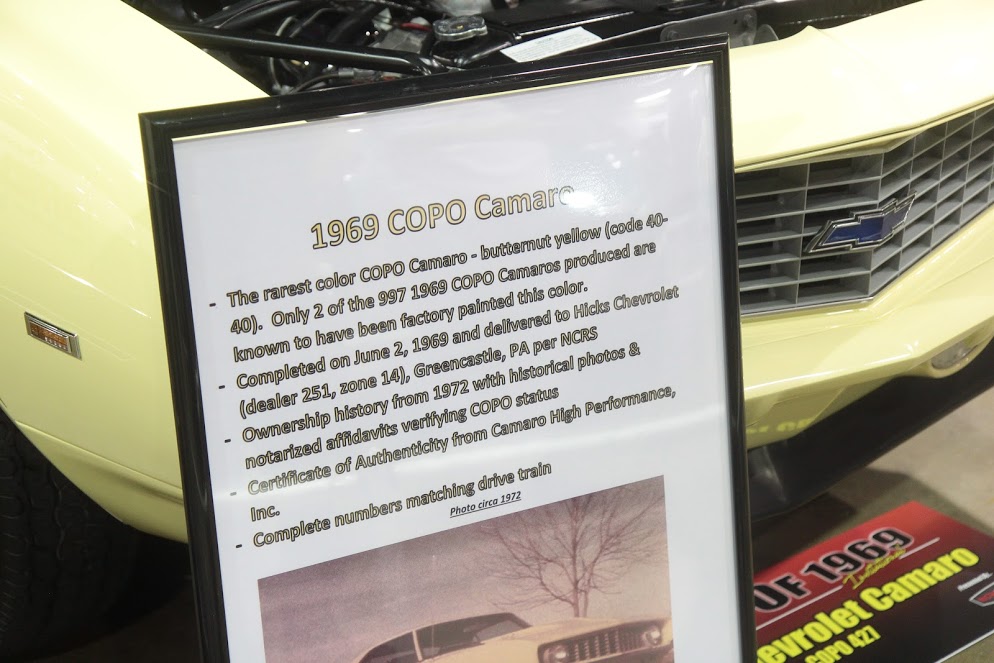 1969 COPO Camaro
- The rarest color COPO Camaro - butternut yellow (code 40-
40). Only 2 of the 997 1969 COPO Camaros produced are
known to have been factory painted this color.
- Completed on June 2, 1969 and delivered to Hicks Chevrolet
(dealer 251, zone 14), Greencastle, PA per NCRS
- Ownership history from 1972 with historical photos &
notarized affidavits verifying COPO status
- Certificate of Authenticity from Camaro High Performance,
Inc.
- Complete numbers matching drive train
Photo circa 1972
OF 1969
Invitational
evrolet Camaro
COPO 427